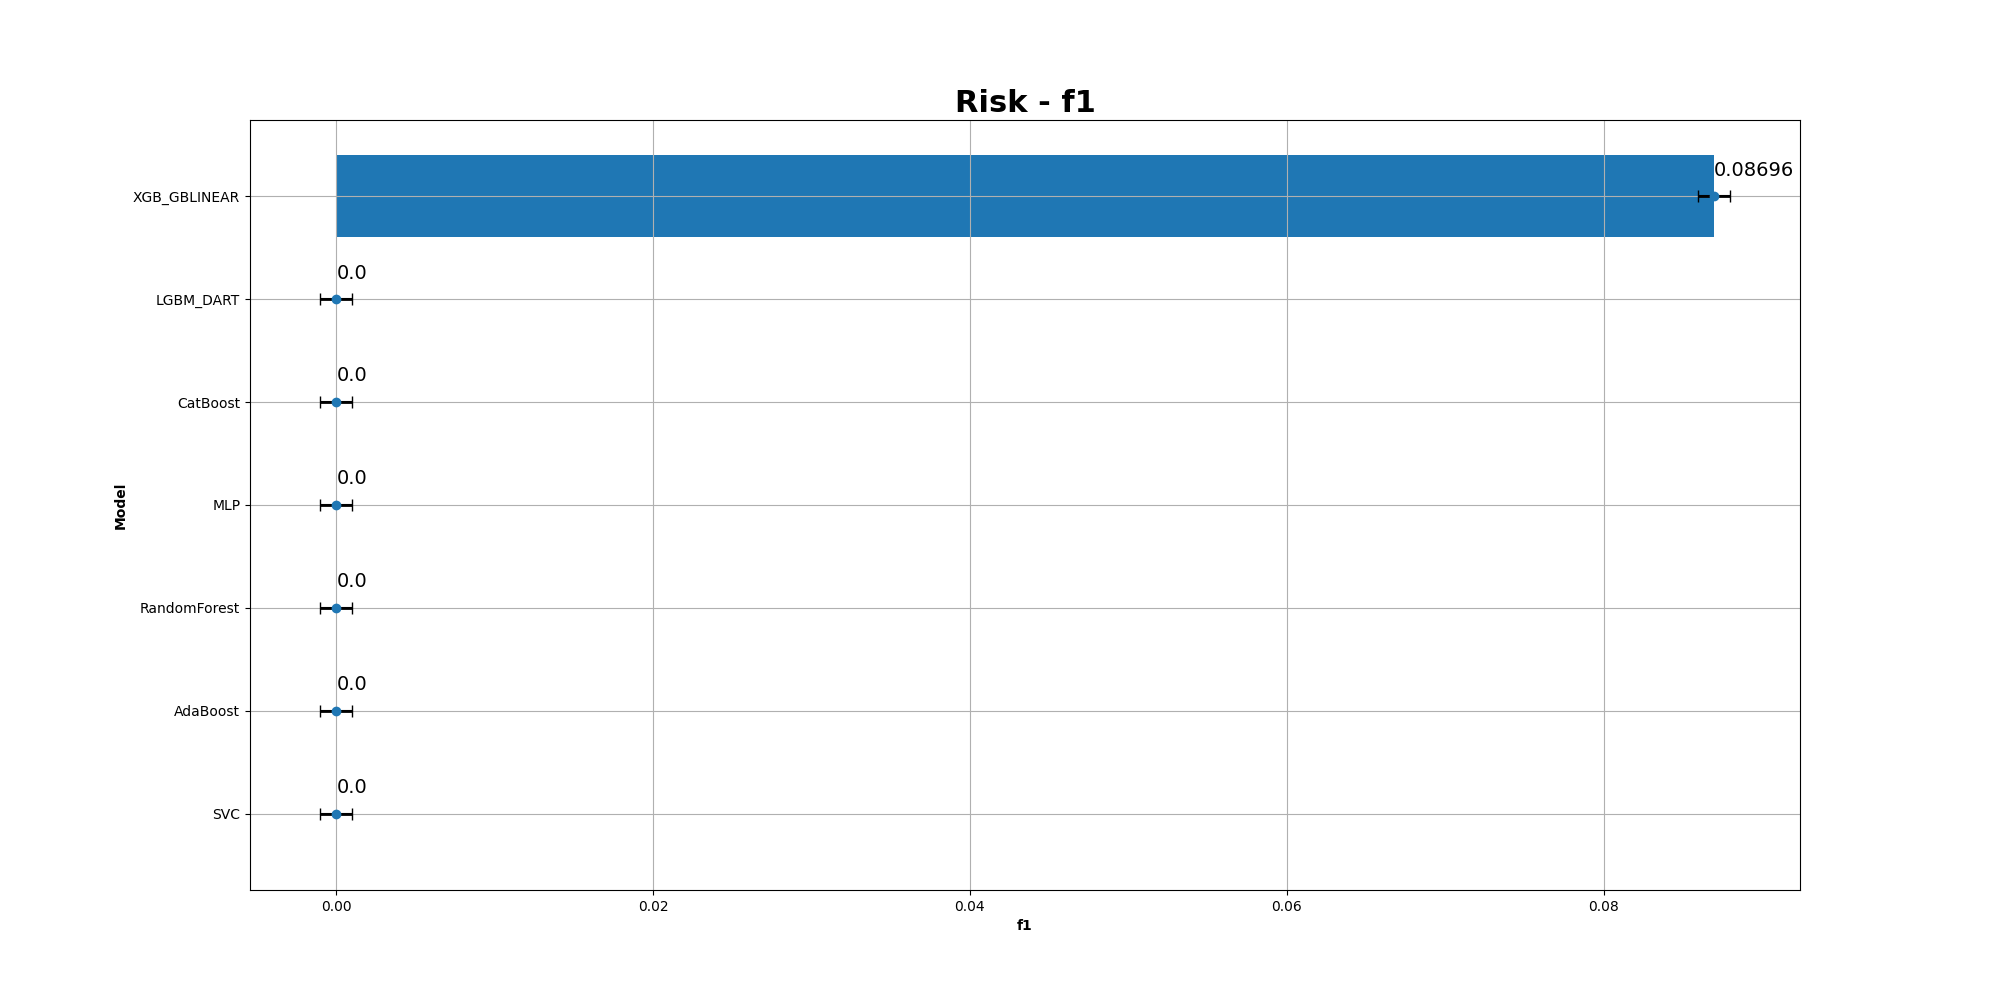 Risk - f1
XGB_GBLINEAR
0.08696
LGBM_DART
0.0
CatBoost
0.0
MLP
0.0
RandomForest
0.0
AdaBoost
0.0
SVC
0.0
Model
0.00 0.02 0.04 0.06 0.08
f1